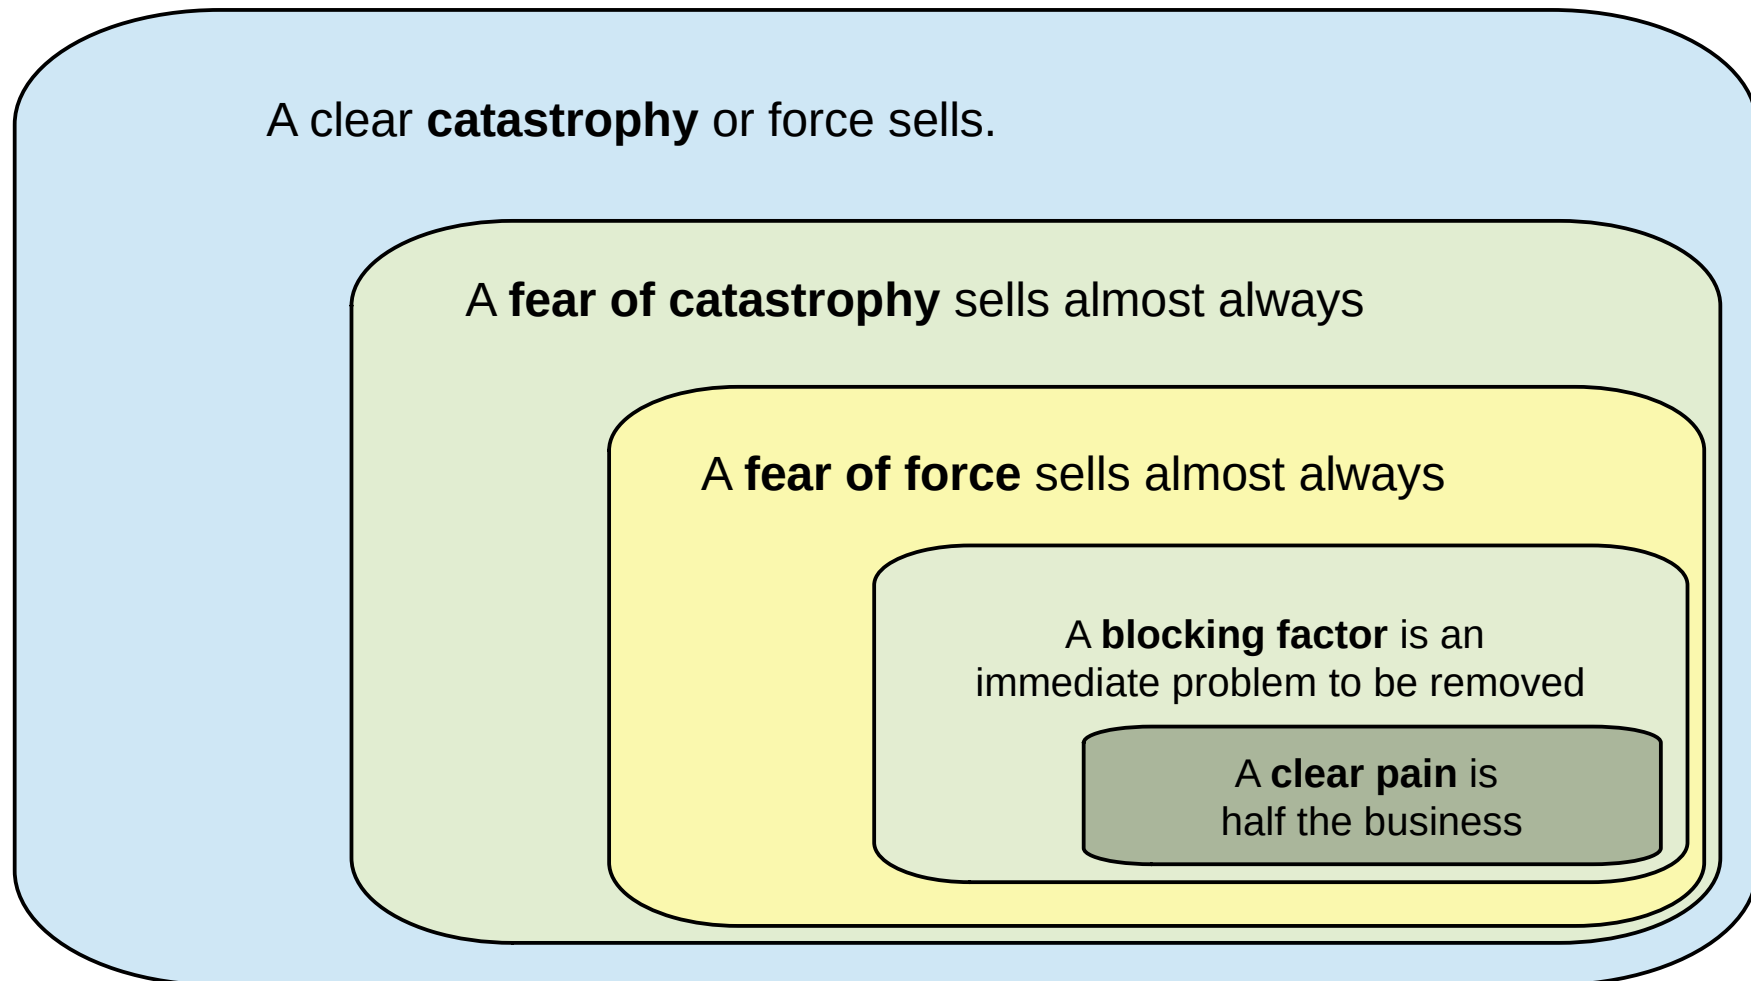 A clear catastrophy or force sells.
A fear of catastrophy sells almost always
A fear of force sells almost always
A blocking factor is an
immediate problem to be removed
A clear pain is
half the business